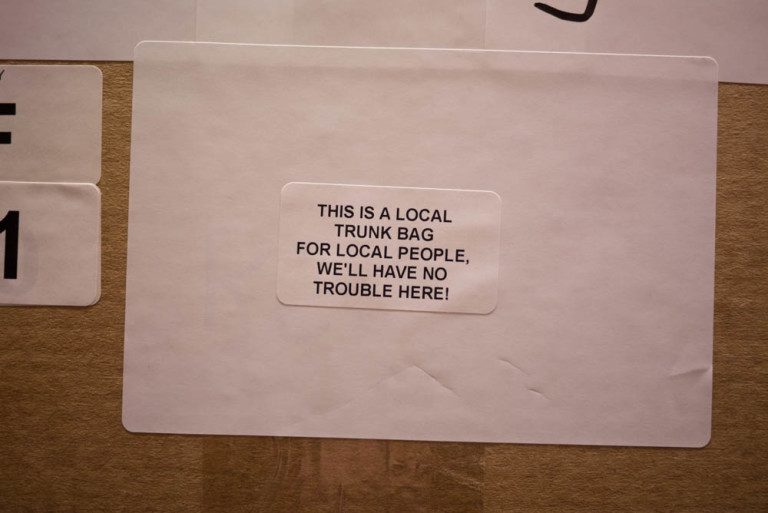 1
THIS IS A LOCAL
TRUNK BAG
FOR LOCAL PEOPLE,
WE'LL HAVE NO
TROUBLE HERE!